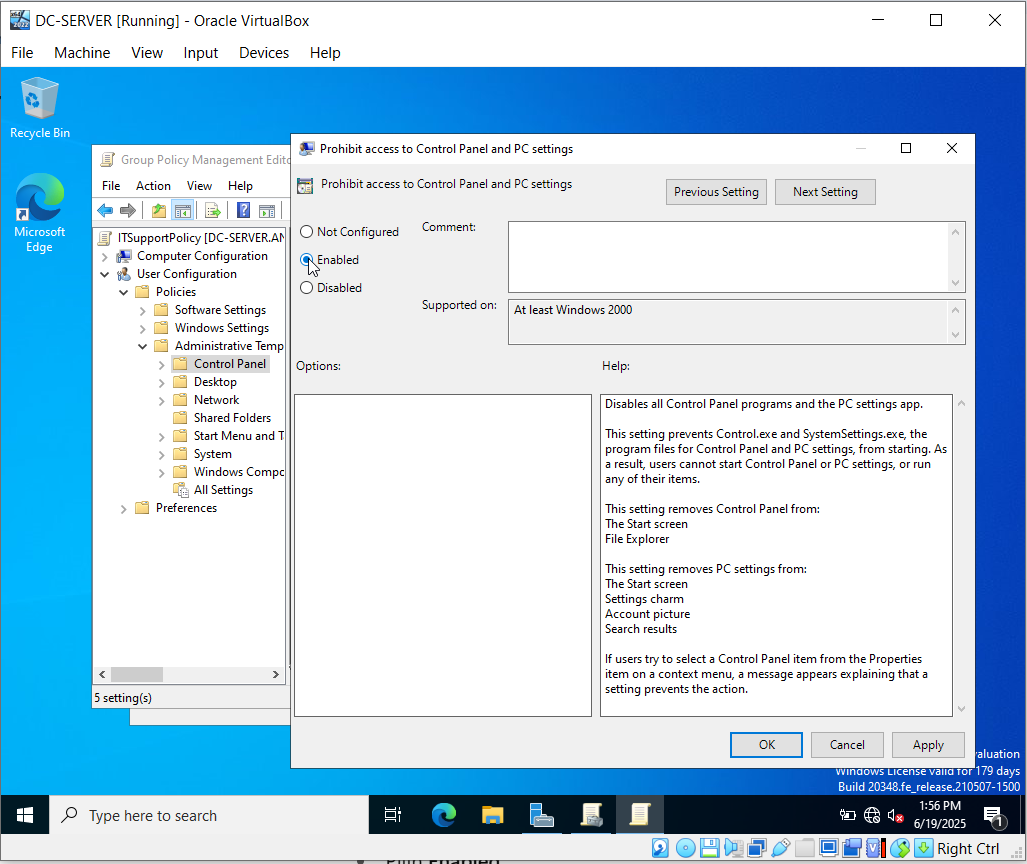 DC-SERVER [Running] - Oracle VirtualBox
File Machine View Input Devices Help
Recycle Bin
Microsoft
Edge
Group Policy Management Edito
File Action View Help
ITSupportPolicy [DC-SERVER.AN
Computer Configuration
User Configuration
Policies
Software Settings
Windows Settings
Administrative Temp
Control Panel
Desktop
Network
Shared Folders
Start Menu and T
System
Windows Compo
All Settings
Preferences
5 setting(s)
Prohibit access to Control Panel and PC settings
Prohibit access to Control Panel and PC settings
Previous Setting
Next Setting
Not Configured
Enabled
Disabled
Comment:
Supported on:
At least Windows 2000
Options:
Help:
Disables all Control Panel programs and the PC settings app.
This setting prevents Control.exe and SystemSettings.exe, the
program files for Control Panel and PC settings, from starting. As
a result, users cannot start Control Panel or PC settings, or run
any of their items.
This setting removes Control Panel from:
The Start screen
File Explorer
This setting removes PC settings from:
The Start screen
Settings charm
Account picture
Search results
If users try to select a Control Panel item from the Properties
item on a context menu, a message appears explaining that a
setting prevents the action.
OK
Cancel
Apply
valuation
Windows License valid for 179 days
Build 20348.fe_release.210507-1500
Type here to search
1:56 PM
6/19/2025
1
Right Ctrl
Enabled